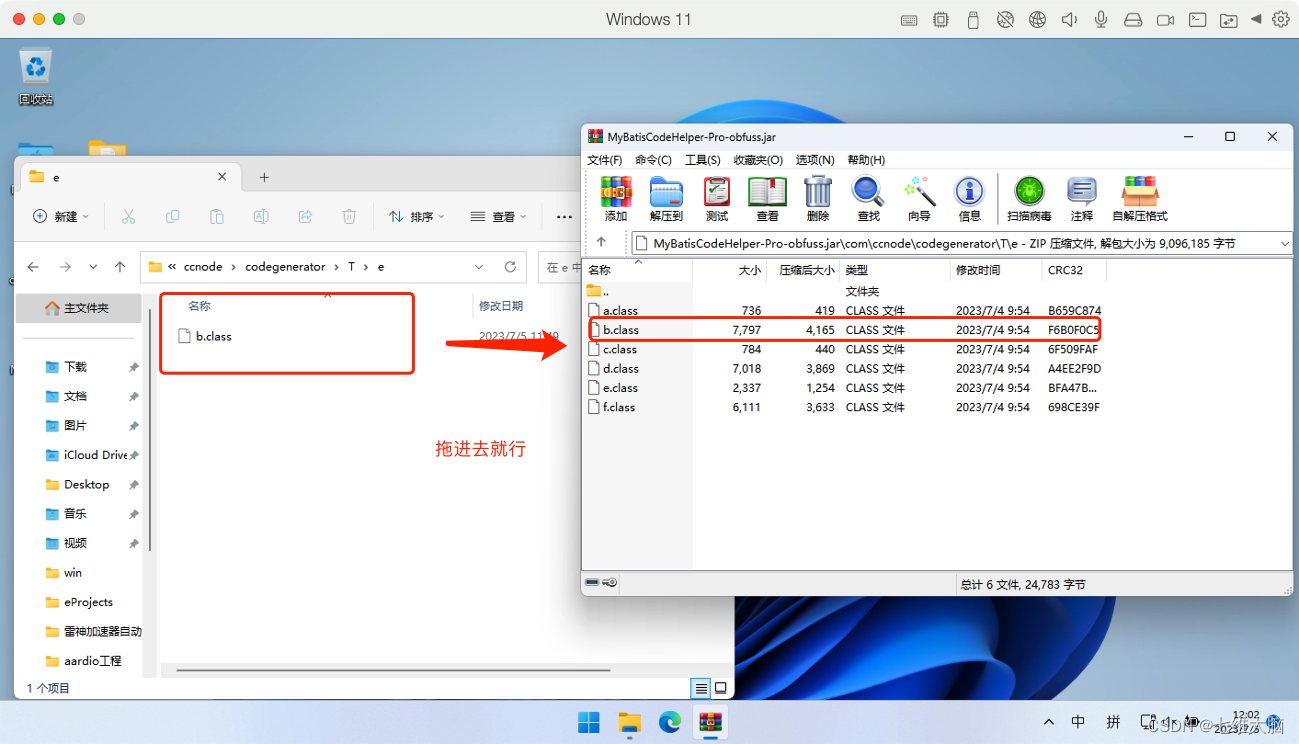 Windows 11
回收站
e
新建
排序
查看
ccnode
codegenerator
T
e
在 e 中
主文件夹
名称
修改日期
b.class
下载
文档
图片
iCloud Drive
Desktop
音乐
视频
win
eProjects
雷神加速器自动
aardio工程
1 个项目
拖进去就行
MyBatisCodeHelper-Pro-obfuss.jar
文件(F) 命令(C) 工具(S) 收藏夹(O) 选项(N) 帮助(H)
添加 解压到 测试 查看 删除 查找 向导 信息 扫描病毒 注释 自解压格式
MyBatisCodeHelper-Pro-obfuss.jar\com\ccnode\codegenerator\T\e - ZIP 压缩文件, 解包大小为 9,096,185 字节
名称 大小 压缩后大小 类型 修改时间 CRC32
.. 文件夹
a.class 736 419 CLASS 文件 2023/7/4 9:54 B659C874
b.class 7,797 4,165 CLASS 文件 2023/7/4 9:54 F6B0F0C5
c.class 784 440 CLASS 文件 2023/7/4 9:54 6F509FAF
d.class 7,018 3,869 CLASS 文件 2023/7/4 9:54 A4EE2F9D
e.class 2,337 1,254 CLASS 文件 2023/7/4 9:54 BFA47B...
f.class 6,111 3,633 CLASS 文件 2023/7/4 9:54 698CE39F
总计 6 文件, 24,783 字节
中 拼
12:02
CSDN @七维大脑